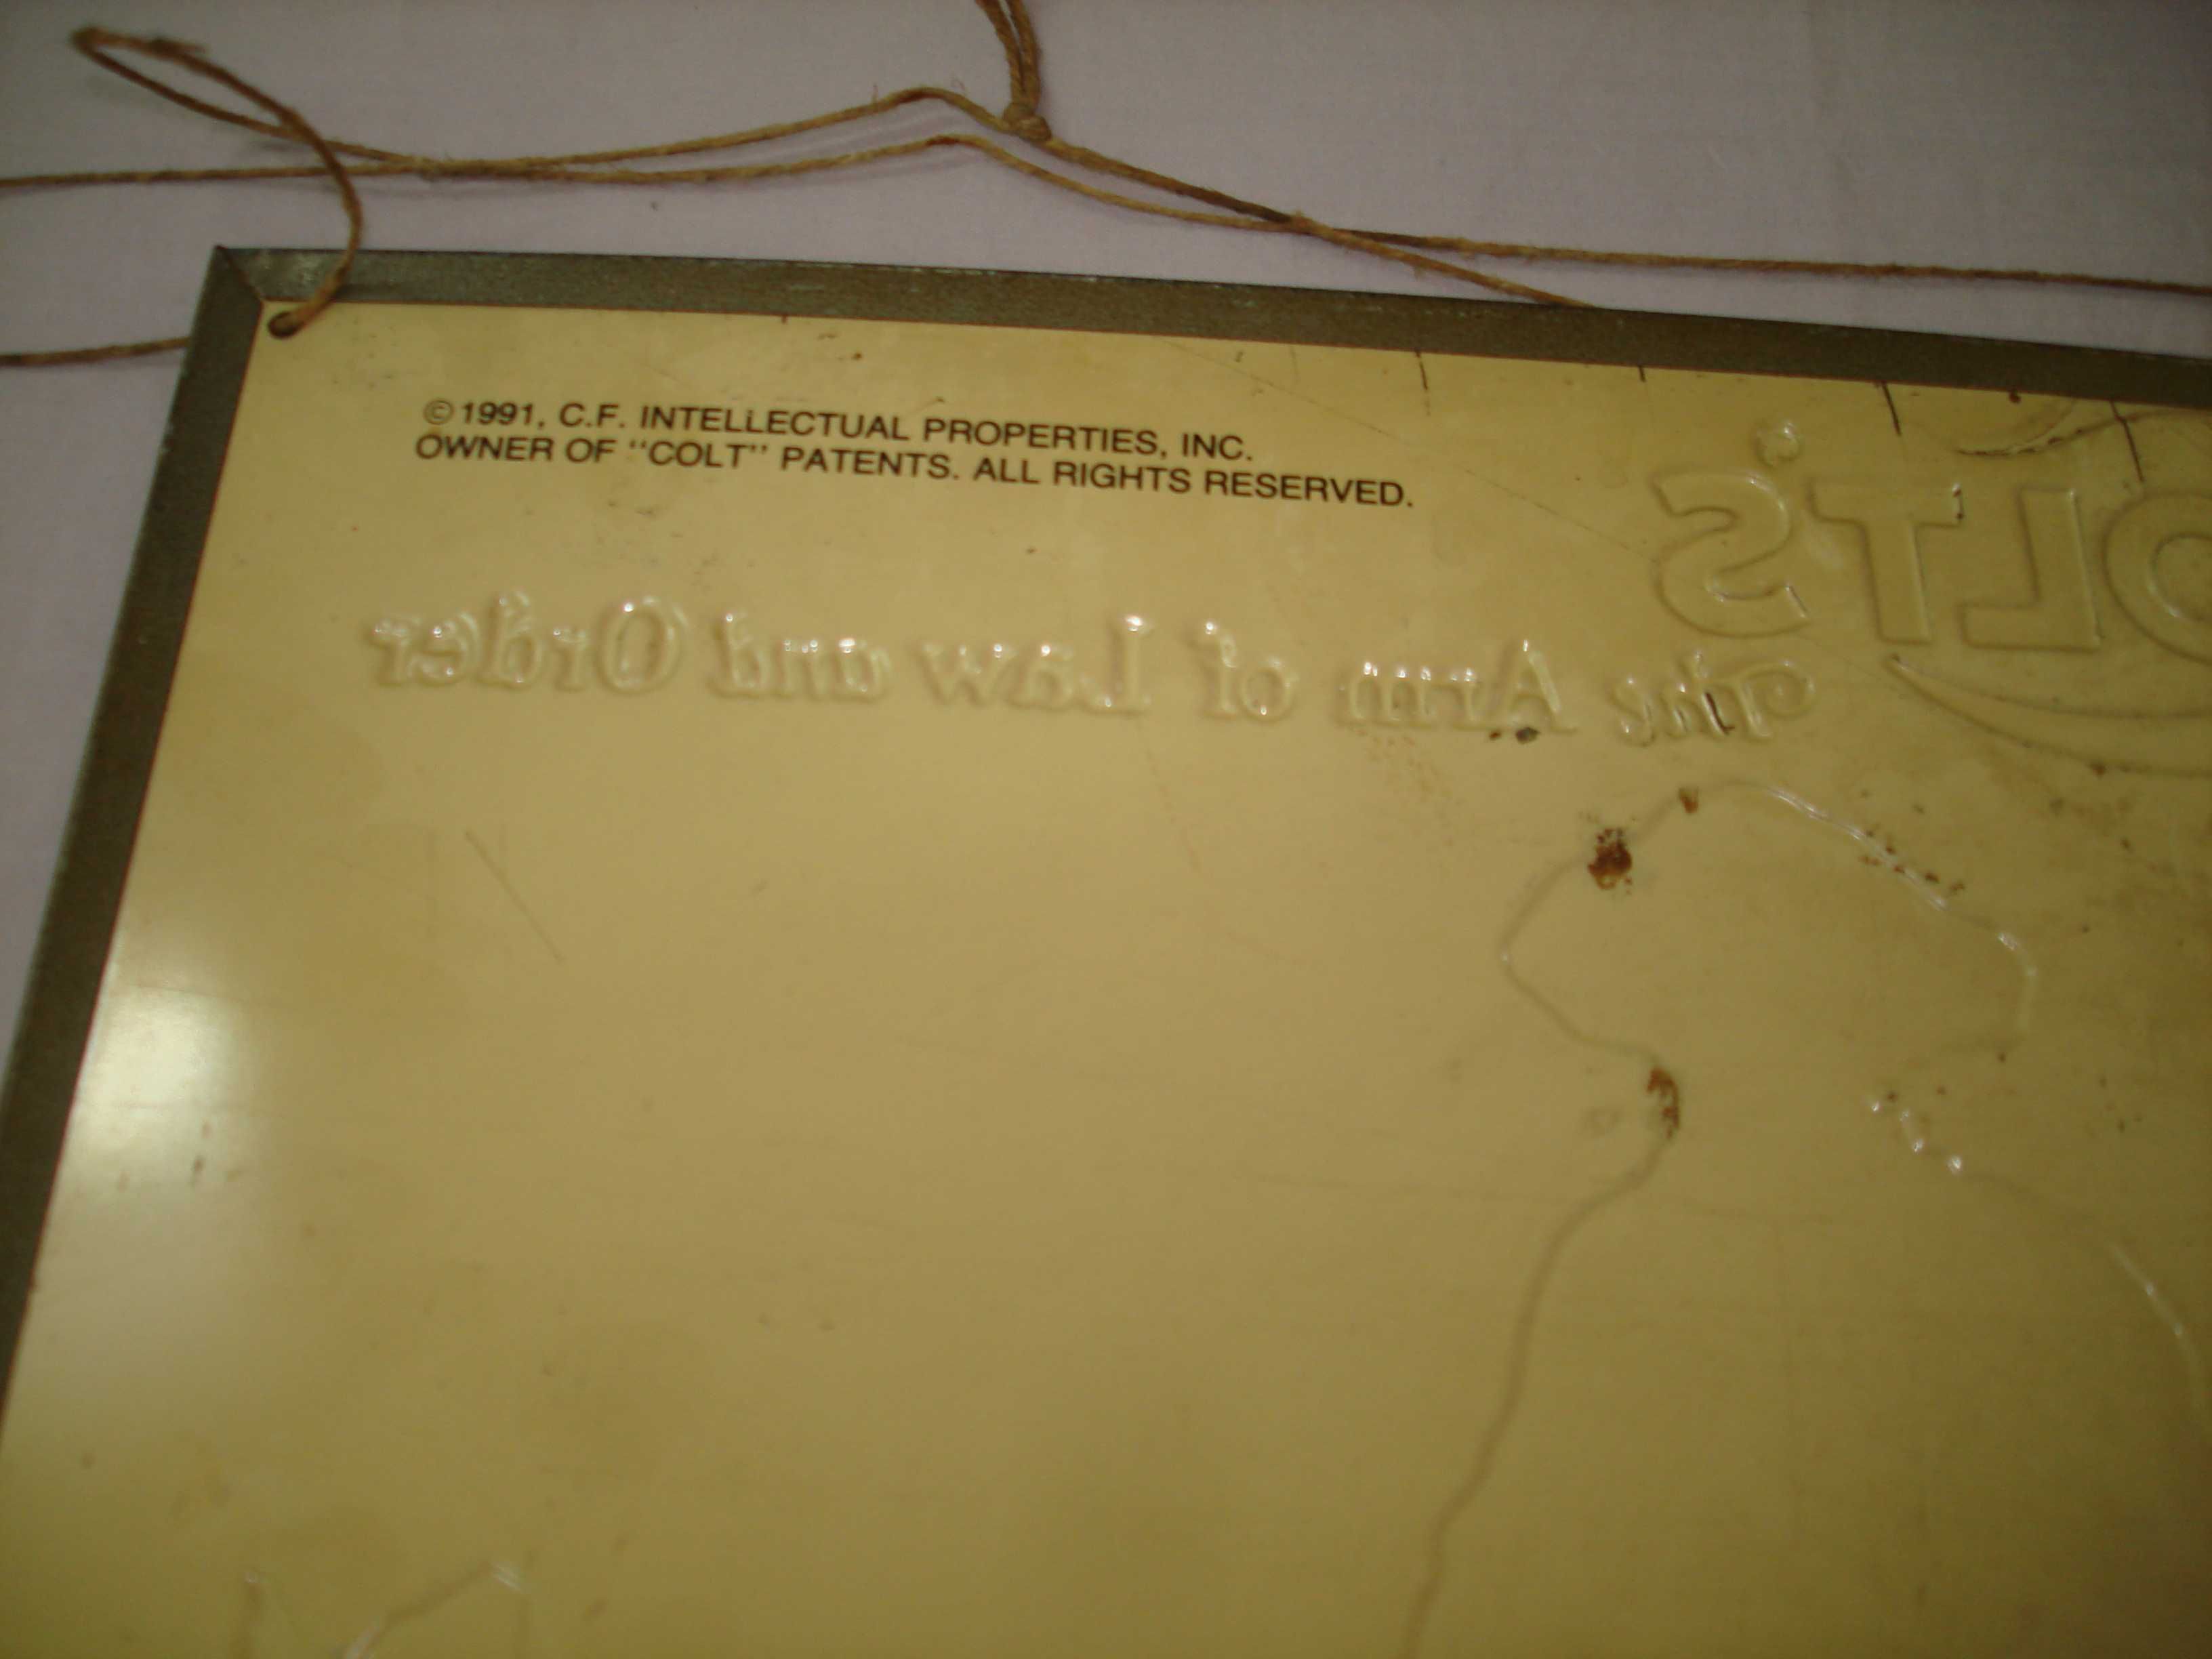 ©1991, C.F. INTELLECTUAL PROPERTIES, INC.
OWNER OF "COLT" PATENTS. ALL RIGHTS RESERVED.
OLT'S
The Arm of Law and Order